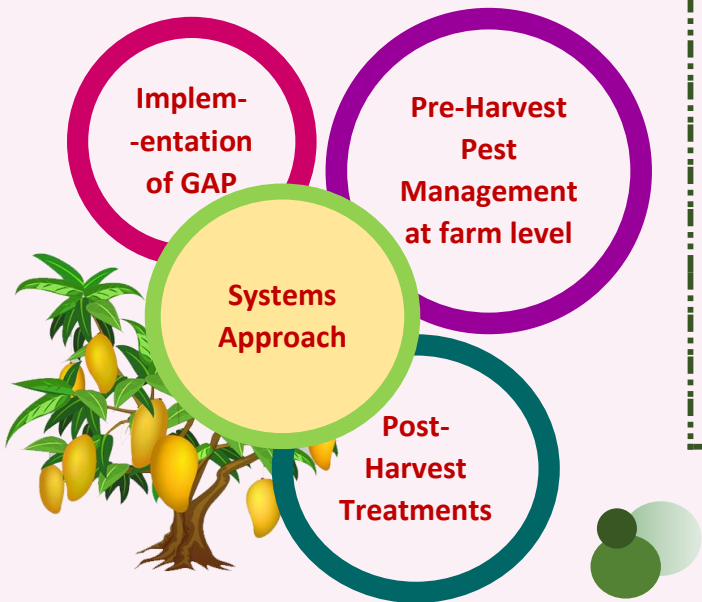 Implem-
-entation
of GAP
Pre-Harvest
Pest
Management
at farm level
Systems
Approach
Post-
Harvest
Treatments